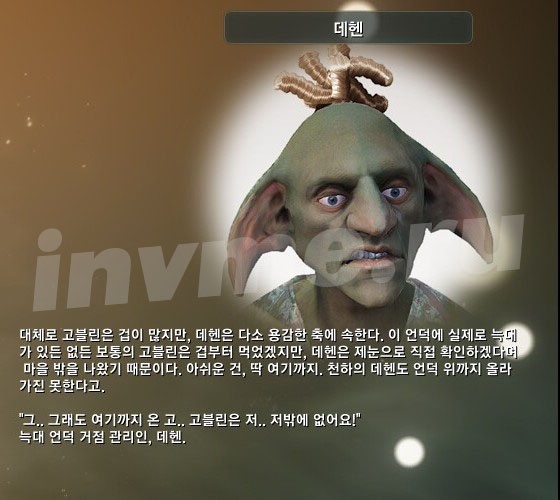 데헨
invme.ru
대체로 고블린은 겁이 많지만, 데헨은 다소 용감한 축에 속한다. 이 언덕에 실제로 늑대
가 있든 없든 보통의 고블린은 겁부터 먹었겠지만, 데헨은 제눈으로 직접 확인하겠다며
마을 밖을 나왔기 때문이다. 아쉬운 건, 딱 여기까지. 천하의 데헨도 언덕 위까지 올라
가진 못한다고.
"그.. 그래도 여기까지 온 고.. 고블린은 저.. 저밖에 없어요!"
늑대 언덕 거점 관리인, 데헨.